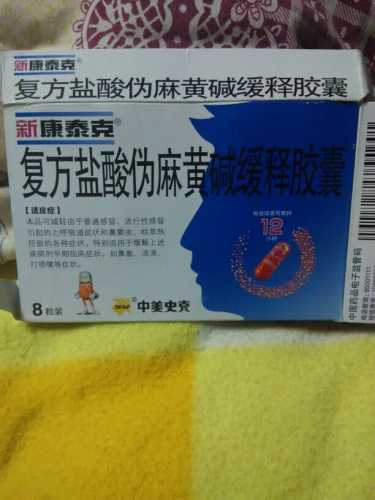 新康泰克
复方盐酸伪麻黄碱缓释胶囊
新康泰克®
复方盐酸伪麻黄碱缓释胶囊
【适应症】
本品可减轻由于普通感冒、流行性感冒
引起的上呼吸道症状和鼻窦炎、枯草热
所致的各种症状，特别适用于缓解上述
疾病的早期临床症状，如鼻塞、流涕、
打喷嚏等症状。
12
小时
8粒装
中美史克
中国药品电子监管码